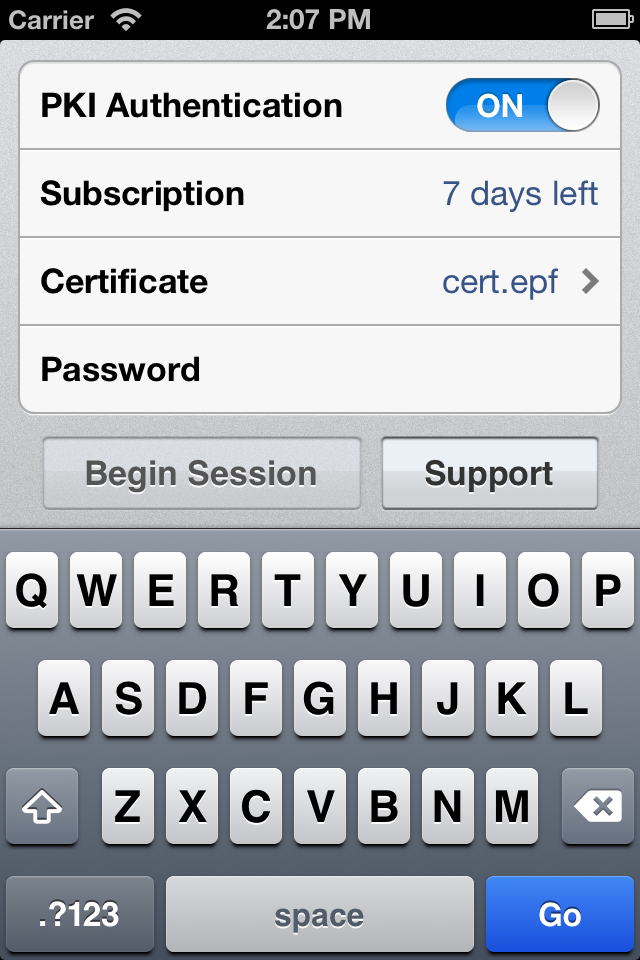 Carrier 2:07 PM
PKI Authentication ON
Subscription 7 days left
Certificate cert.epf
Password
Begin Session Support
Q W E R T Y U I O P
A S D F G H J K L
Z X C V B N M
.?123 space Go